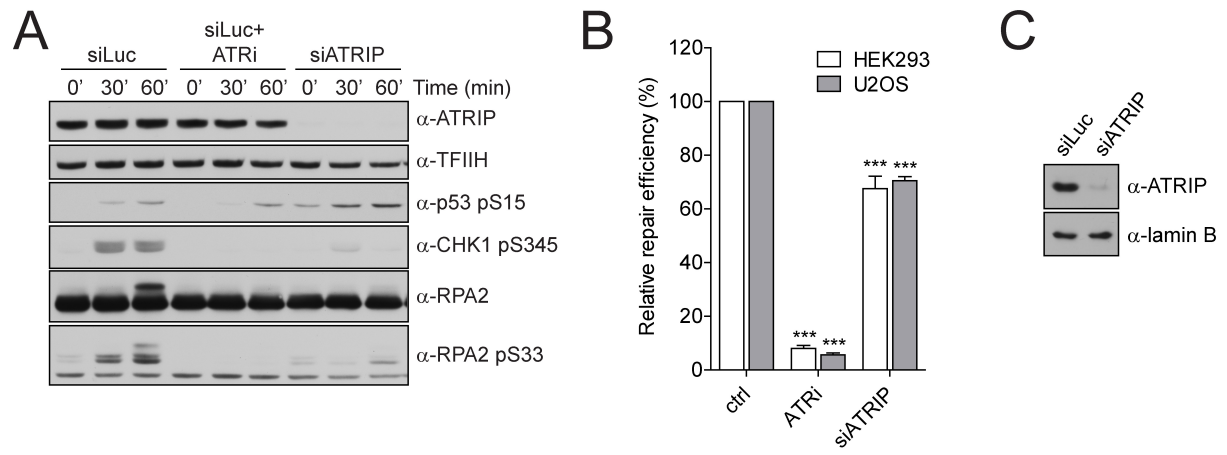 A
siLuc
siLuc+
ATRi
siATRIP
0’ 30’ 60’ 0’ 30’ 60’ 0’ 30’ 60’ Time (min)
α-ATRIP
α-TFIIH
α-p53 pS15
α-CHK1 pS345
α-RPA2
α-RPA2 pS33
B
Relative repair efficiency (%)
120
100
80
60
40
20
0
HEK293
U2OS
*** ***
*** ***
ctrl
ATRi
siATRIP
C
siLuc
siATRIP
α-ATRIP
α-lamin B